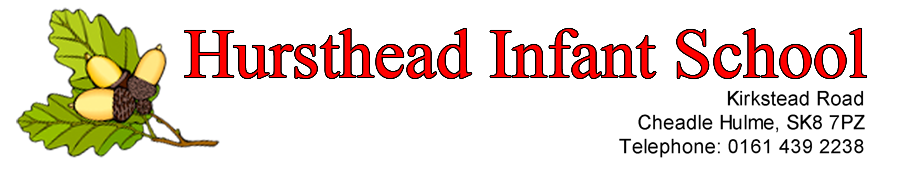 Hursthead Infant School
Kirkstead Road
Cheadle Hulme, SK8 7PZ
Telephone: 0161 439 2238